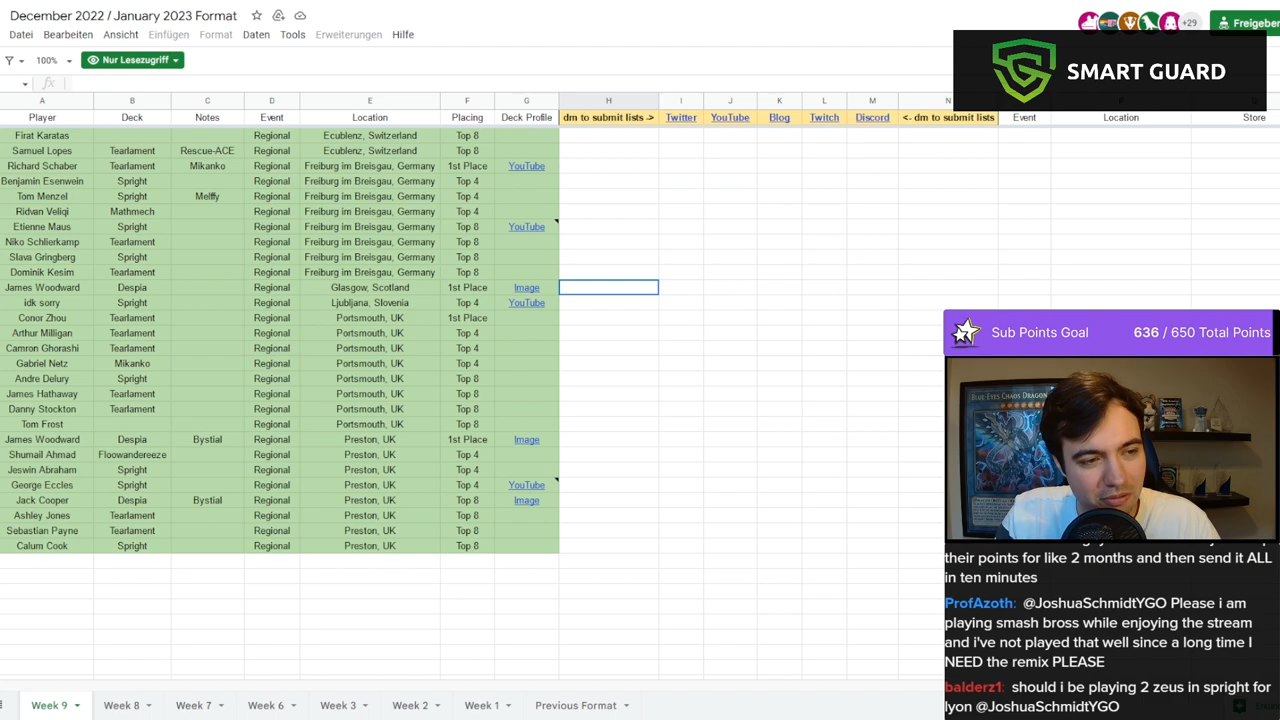 December 2022 / January 2023 Format
+29
Freigeben
Datei Bearbeiten Ansicht Einfügen Format Daten Tools Erweiterungen Hilfe
100% Nur Lesezugriff
SMART GUARD
A B C D E F G H I J K L M N
Player Deck Notes Event Location Placing Deck Profile dm to submit lists -> Twitter YouTube Blog Twitch Discord <- dm to submit lists Event Location Store
Firat Karatas Regional Ecublenz, Switzerland Top 8
Samuel Lopes Tearlament Rescue-ACE Regional Ecublenz, Switzerland Top 8
Richard Schaber Tearlament Mikanko Regional Freiburg im Breisgau, Germany 1st Place YouTube
Benjamin Esenwein Spright Regional Freiburg im Breisgau, Germany Top 4
Tom Menzel Spright Melffy Regional Freiburg im Breisgau, Germany Top 4
Ridvan Veliqi Mathmech Regional Freiburg im Breisgau, Germany Top 4
Etienne Maus Spright Regional Freiburg im Breisgau, Germany Top 8 YouTube
Niko Schlierkamp Tearlament Regional Freiburg im Breisgau, Germany Top 8
Slava Gringberg Spright Regional Freiburg im Breisgau, Germany Top 8
Dominik Kesim Tearlament Regional Freiburg im Breisgau, Germany Top 8
James Woodward Despia Regional Glasgow, Scotland 1st Place Image
idk sorry Spright Regional Ljubljana, Slovenia Top 4 YouTube
Conor Zhou Tearlament Regional Portsmouth, UK 1st Place
Arthur Milligan Tearlament Regional Portsmouth, UK Top 4
Camron Ghorashi Tearlament Regional Portsmouth, UK Top 4
Gabriel Netz Mikanko Regional Portsmouth, UK Top 4
Andre Delury Spright Regional Portsmouth, UK Top 8
James Hathaway Tearlament Regional Portsmouth, UK Top 8
Danny Stockton Tearlament Regional Portsmouth, UK Top 8
Tom Frost Regional Portsmouth, UK Top 8
James Woodward Despia Bystial Regional Preston, UK 1st Place Image
Shumail Ahmad Floowandereeze Regional Preston, UK Top 4
Jeswin Abraham Spright Regional Preston, UK Top 4
George Eccles Spright Regional Preston, UK Top 4 YouTube
Jack Cooper Despia Bystial Regional Preston, UK Top 8 Image
Ashley Jones Tearlament Regional Preston, UK Top 8
Sebastian Payne Tearlament Regional Preston, UK Top 8
Calum Cook Spright Regional Preston, UK Top 8
Sub Points Goal 636 / 650 Total Points
BLUE-EYES CHAOS DRAGON
their points for like 2 months and then send it ALL
in ten minutes
ProfAzoth: @JoshuaSchmidtYGO Please i am
playing smash bross while enjoying the stream
and i've not played that well since a long time I
NEED the remix PLEASE
balderz1: should i be playing 2 zeus in spright for
lyon @JoshuaSchmidtYGO
Week 9 Week 8 Week 7 Week 6 Week 3 Week 2 Week 1 Previous Format